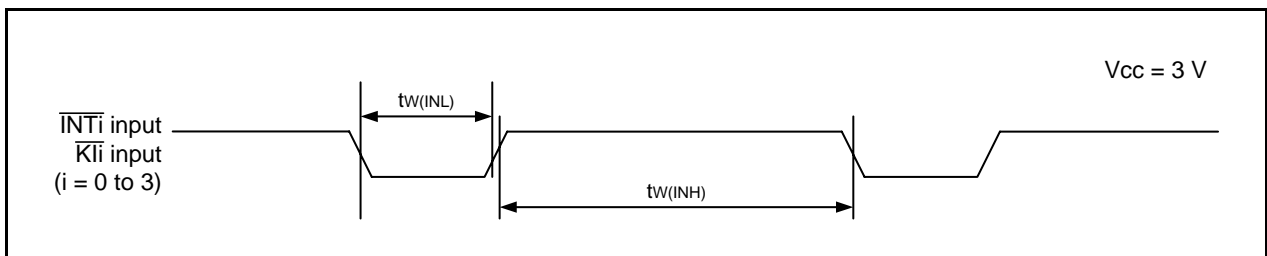 Vcc = 3 V
tW(INL)
INTi input
KIi input
(i = 0 to 3)
tW(INH)